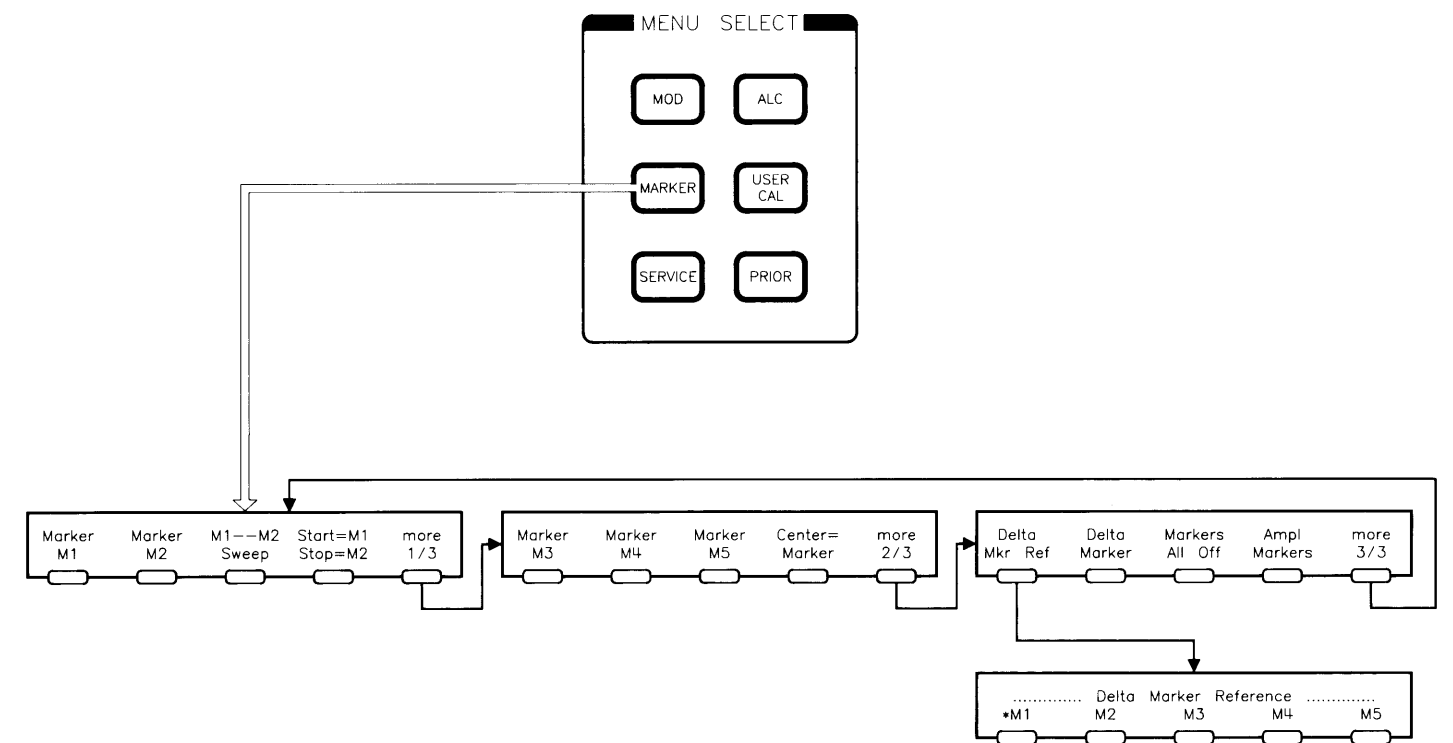 MENU SELECT
MOD ALC
MARKER USER CAL
SERVICE PRIOR
Marker M1 Marker M2 M1--M2 Sweep Start=M1 Stop=M2 more 1/3
Marker M3 Marker M4 Marker M5 Center= Marker more 2/3
Delta Mkr Ref Delta Marker Markers All Off Ampl Markers more 3/3
............. Delta Marker Reference .............
*M1 M2 M3 M4 M5